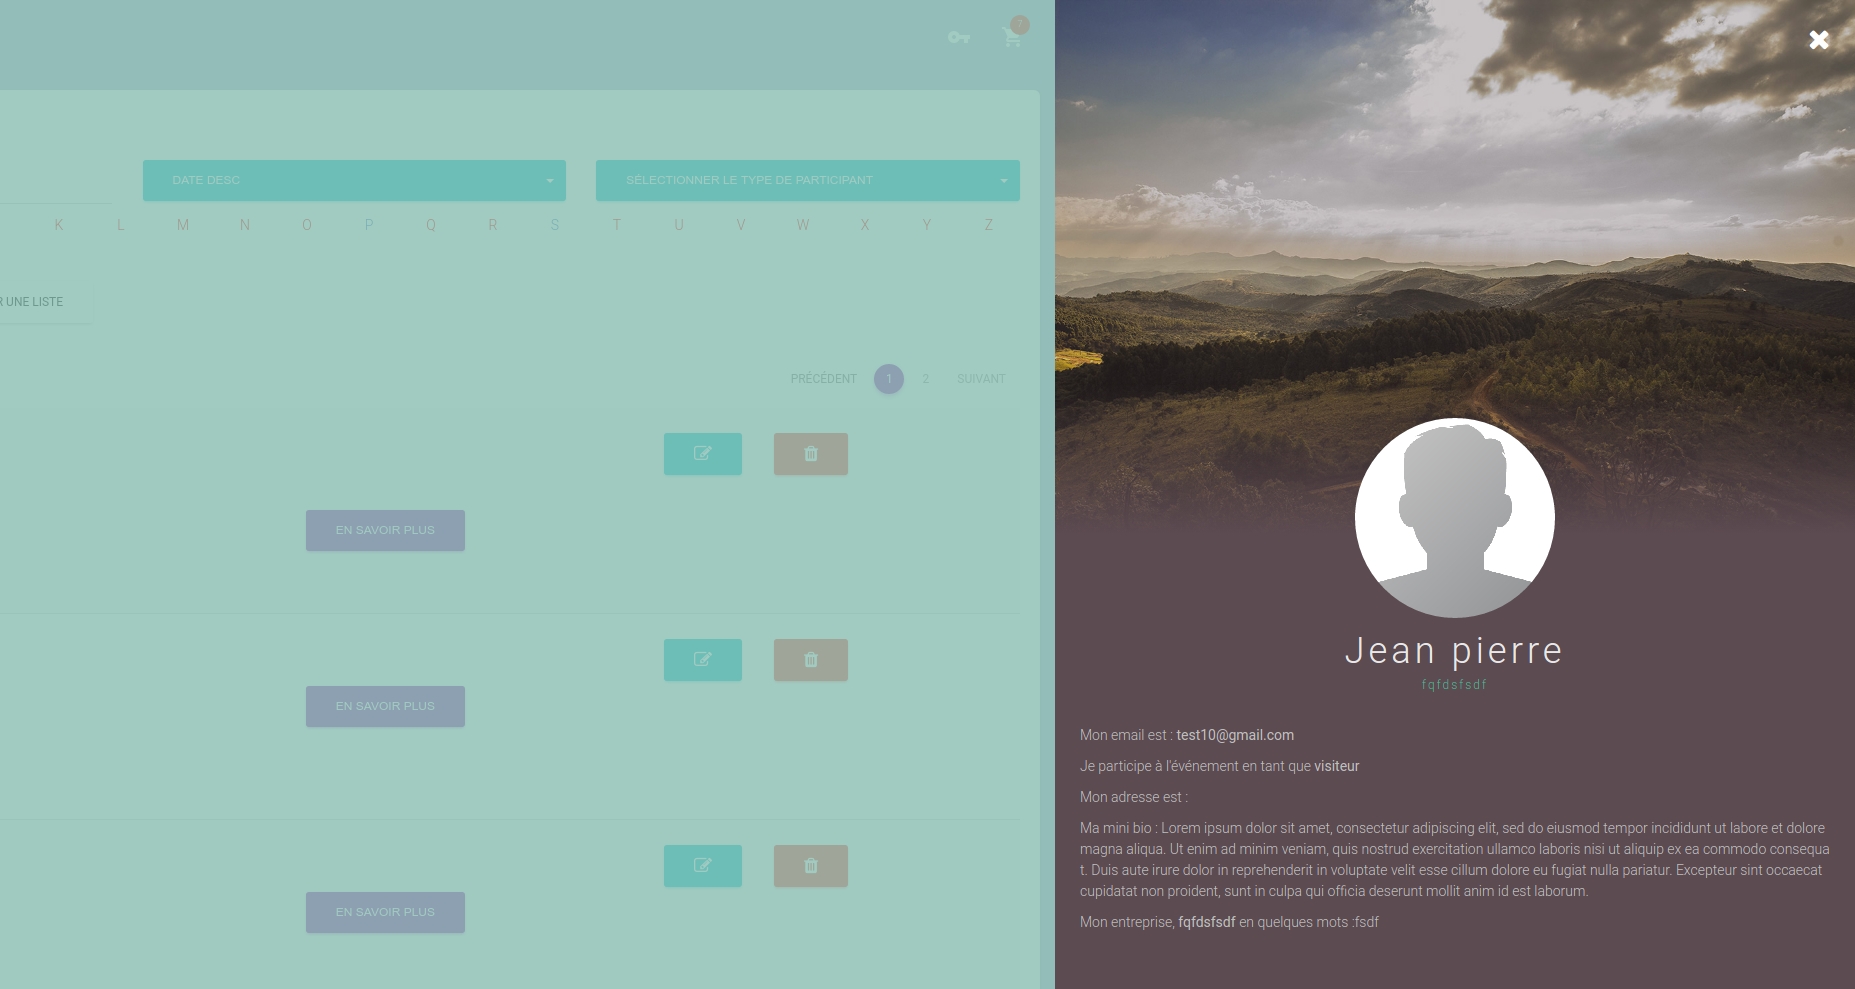 DATE DESC
SÉLECTIONNER LE TYPE DE PARTICIPANT
K L M N O P Q R S T U V W X Y Z
UNE LISTE
PRÉCÉDENT 1 2 SUIVANT
EN SAVOIR PLUS
EN SAVOIR PLUS
EN SAVOIR PLUS
Jean pierre
fqfdsfsdf
Mon email est : test10@gmail.com
Je participe à l'événement en tant que visiteur
Mon adresse est :
Ma mini bio : Lorem ipsum dolor sit amet, consectetur adipiscing elit, sed do eiusmod tempor incididunt ut labore et dolore
magna aliqua. Ut enim ad minim veniam, quis nostrud exercitation ullamco laboris nisi ut aliquip ex ea commodo consequa
t. Duis aute irure dolor in reprehenderit in voluptate velit esse cillum dolore eu fugiat nulla pariatur. Excepteur sint occaecat
cupidatat non proident, sunt in culpa qui officia deserunt mollit anim id est laborum.
Mon entreprise, fqfdsfsdf en quelques mots :fsdf